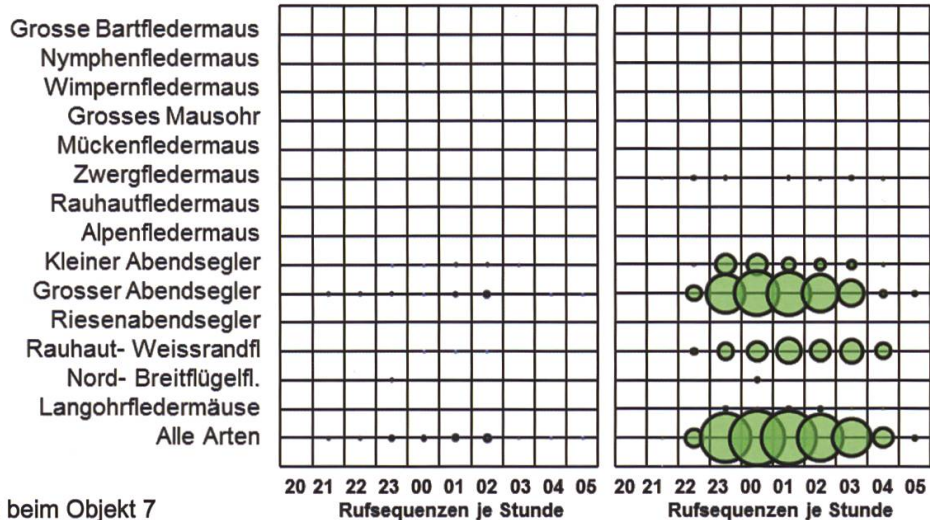 Grosse Bartfledermaus
Nymphenfledermaus
Wimpernfledermaus
Grosses Mausohr
Mückenfledermaus
Zwergfledermaus
Rauhautfledermaus
Alpenfledermaus
Kleiner Abendsegler
Grosser Abendsegler
Riesenabendsegler
Rauhaut- Weissrandfl
Nord- Breitflügelfl.
Langohrfledermäuse
Alle Arten
20 21 22 23 00 01 02 03 04 05
20 21 22 23 00 01 02 03 04 05
beim Objekt 7
Rufsequenzen je Stunde
Rufsequenzen je Stunde